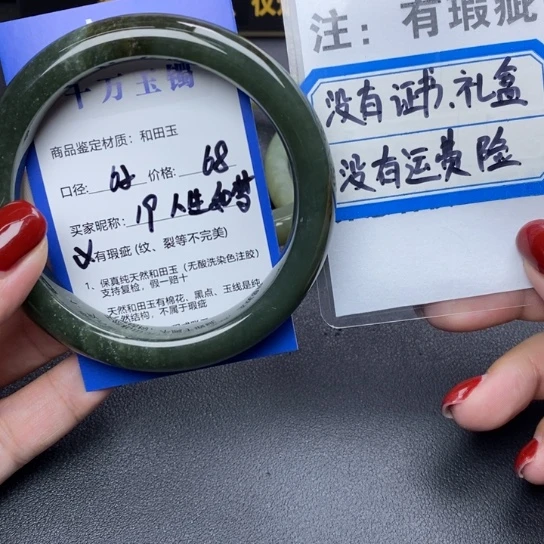 千万玉镯
商品鉴定材质：和田玉
口径：62 价格：68
买家昵称：19 人生如梦
有瑕疵（纹、裂等不完美）
1、保真纯天然和田玉（无酸洗染色注胶）
支持复检，假一赔十
天然和田玉有棉花、黑点、玉线是纯
天然结构，不属于瑕疵
注：有瑕疵
没有证书、礼盒
没有运费险